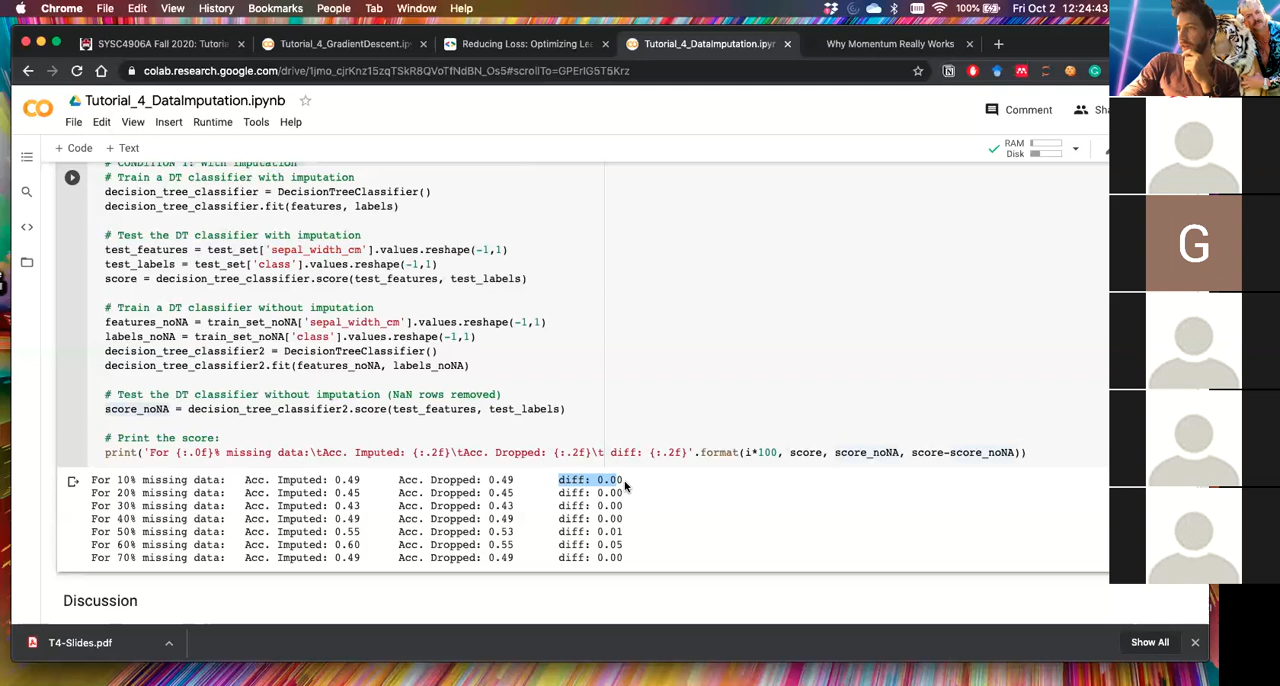 Chrome File Edit View History Bookmarks People Tab Window Help 100% Fri Oct 2 12:24:43
SYSC4906A Fall 2020: Tutori
Tutorial_4_GradientDescent.ip
Reducing Loss: Optimizing Le
Tutorial_4_DataImputation.ipyr
Why Momentum Really Works
colab.research.google.com/drive/1jmo_cjrKnz15zqTSkR8QVoTfNdBN_Os5#scrollTo=GPErIG5T5Krz
Tutorial_4_DataImputation.ipynb
Comment
Sha
File Edit View Insert Runtime Tools Help
+ Code + Text
RAM
Disk
# CONDITION 1: with imputation
# Train a DT classifier with imputation
decision_tree_classifier = DecisionTreeClassifier()
decision_tree_classifier.fit(features, labels)
# Test the DT classifier with imputation
test_features = test_set['sepal_width_cm'].values.reshape(-1,1)
test_labels = test_set['class'].values.reshape(-1,1)
score = decision_tree_classifier.score(test_features, test_labels)
# Train a DT classifier without imputation
features_noNA = train_set_noNA['sepal_width_cm'].values.reshape(-1,1)
labels_noNA = train_set_noNA['class'].values.reshape(-1,1)
decision_tree_classifier2 = DecisionTreeClassifier()
decision_tree_classifier2.fit(features_noNA, labels_noNA)
# Test the DT classifier without imputation (NaN rows removed)
score_noNA = decision_tree_classifier2.score(test_features, test_labels)
# Print the score:
print('For {:.0f}% missing data:\tAcc. Imputed: {:.2f}\tAcc. Dropped: {:.2f}\t diff: {:.2f}'.format(i*100, score, score_noNA, score-score_noNA))
For 10% missing data: Acc. Imputed: 0.49 Acc. Dropped: 0.49 diff: 0.00
For 20% missing data: Acc. Imputed: 0.45 Acc. Dropped: 0.45 diff: 0.00
For 30% missing data: Acc. Imputed: 0.43 Acc. Dropped: 0.43 diff: 0.00
For 40% missing data: Acc. Imputed: 0.49 Acc. Dropped: 0.49 diff: 0.00
For 50% missing data: Acc. Imputed: 0.55 Acc. Dropped: 0.53 diff: 0.01
For 60% missing data: Acc. Imputed: 0.60 Acc. Dropped: 0.55 diff: 0.05
For 70% missing data: Acc. Imputed: 0.49 Acc. Dropped: 0.49 diff: 0.00
Discussion
T4-Slides.pdf
Show All
G